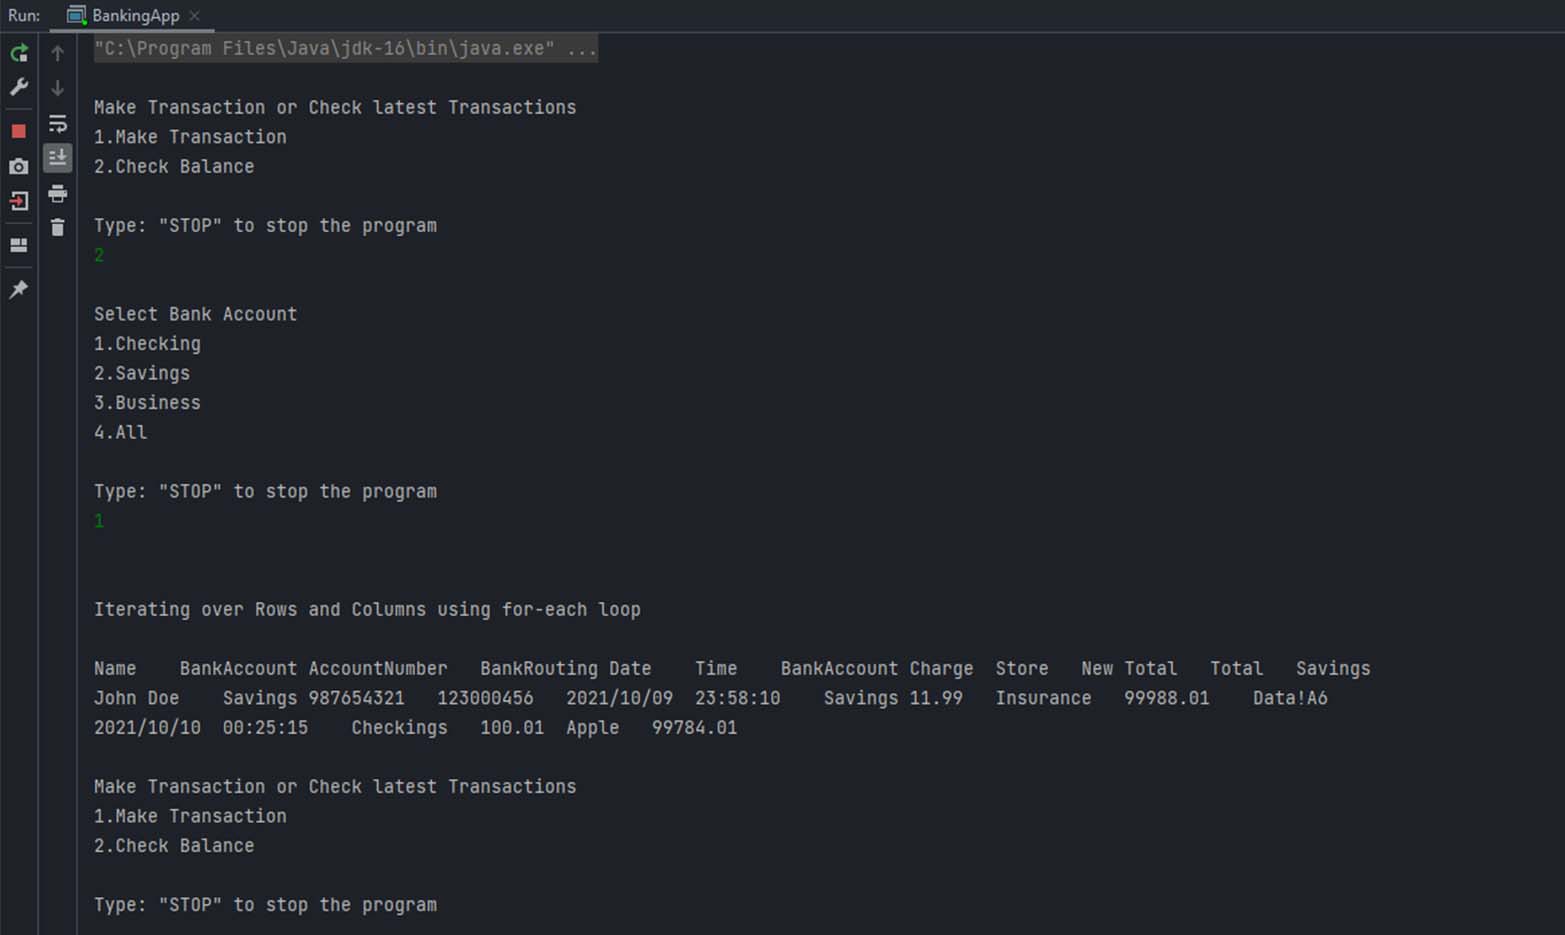 Run: BankingApp
"C:\Program Files\Java\jdk-16\bin\java.exe" ...
Make Transaction or Check latest Transactions
1.Make Transaction
2.Check Balance
Type: "STOP" to stop the program
2
Select Bank Account
1.Checking
2.Savings
3.Business
4.All
Type: "STOP" to stop the program
1
Iterating over Rows and Columns using for-each loop
Name    BankAccount AccountNumber   BankRouting Date    Time    BankAccount Charge  Store   New Total   Total   Savings
John Doe    Savings 987654321   123000456   2021/10/09  23:58:10    Savings 11.99   Insurance   99988.01    Data!A6
2021/10/10  00:25:15    Checkings   100.01  Apple   99784.01
Make Transaction or Check latest Transactions
1.Make Transaction
2.Check Balance
Type: "STOP" to stop the program